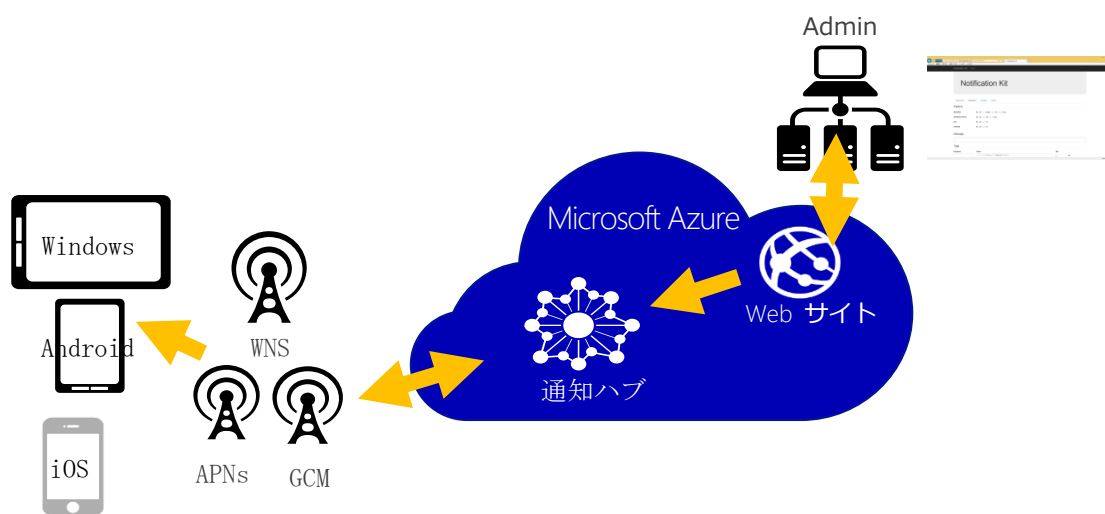 Admin
Notification Kit
Microsoft Azure
Windows
Web サイト
Android
WNS
通知ハブ
iOS
APNs
GCM